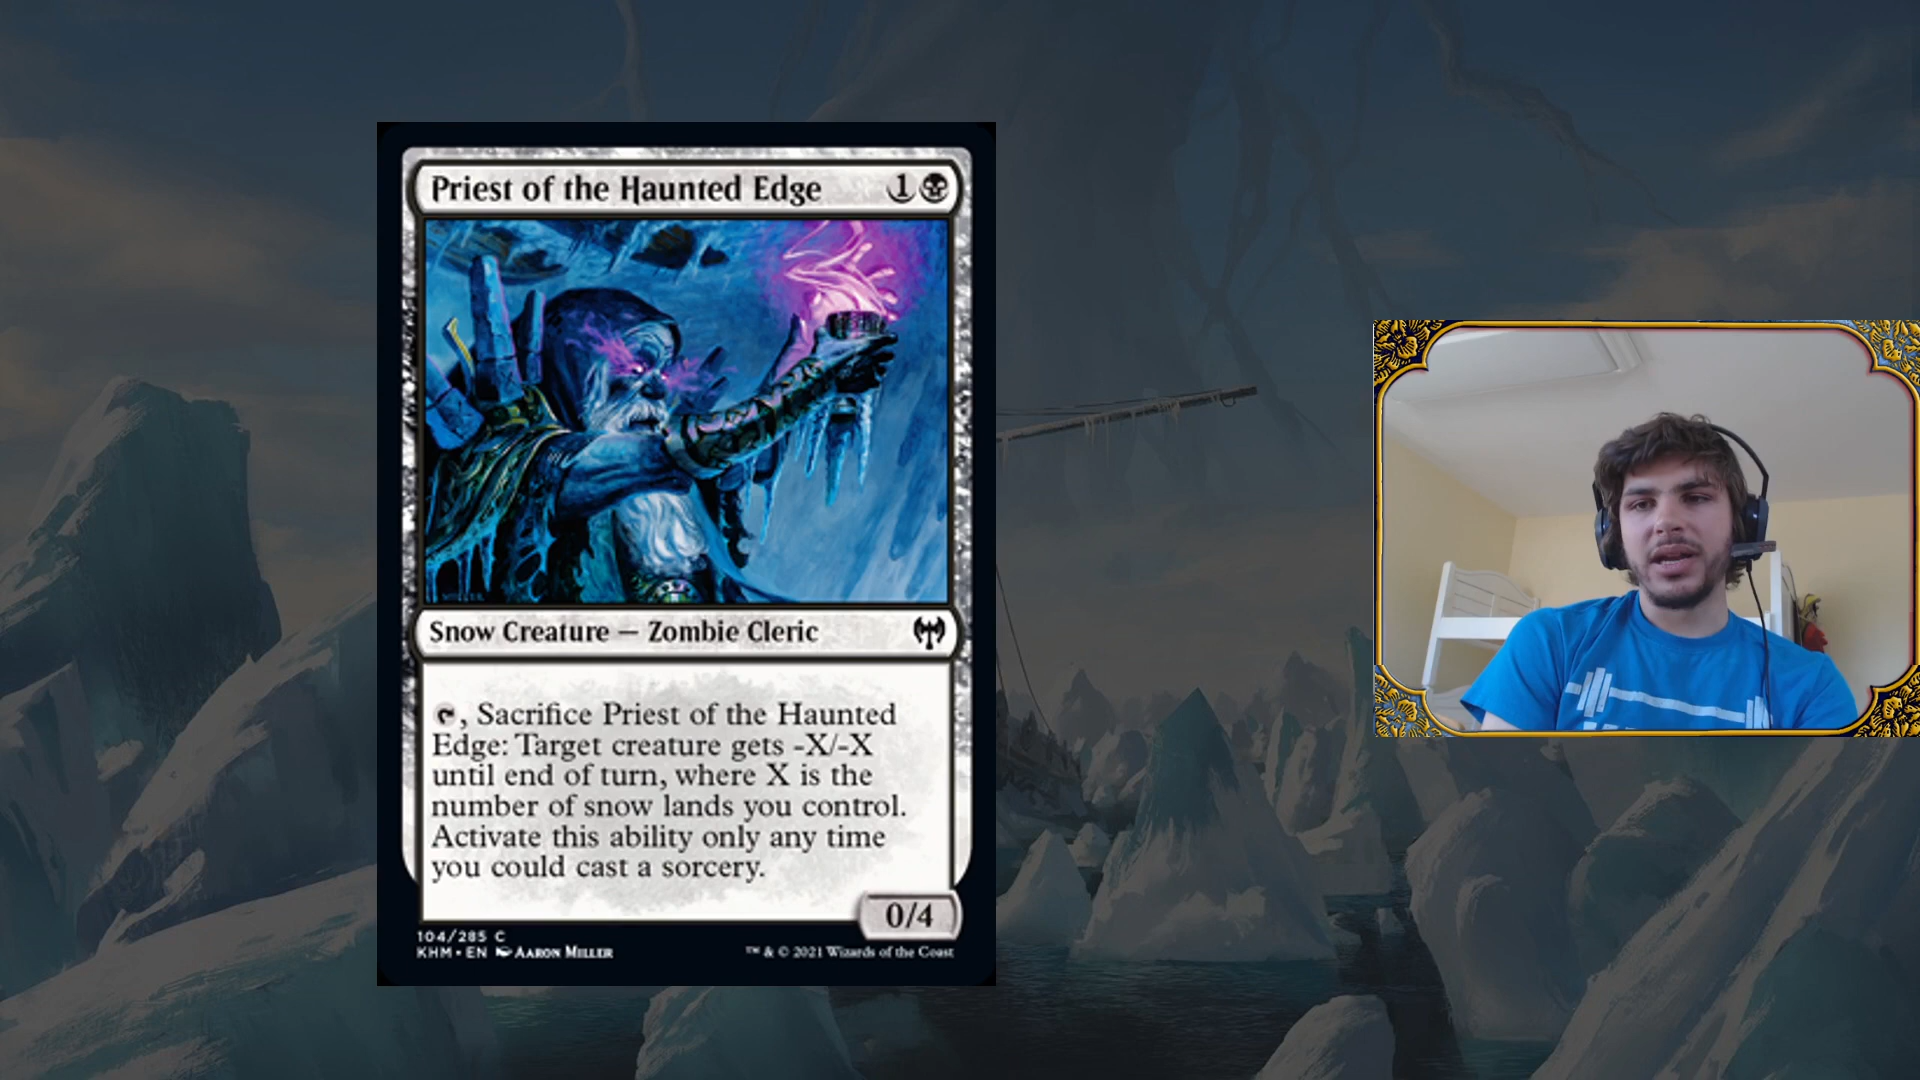 Priest of the Haunted Edge 1
Snow Creature — Zombie Cleric
, Sacrifice Priest of the Haunted
Edge: Target creature gets -X/-X
until end of turn, where X is the
number of snow lands you control.
Activate this ability only any time
you could cast a sorcery.
0/4
104/285 C
KHM • EN Aaron Miller
™ & © 2021 Wizards of the Coast